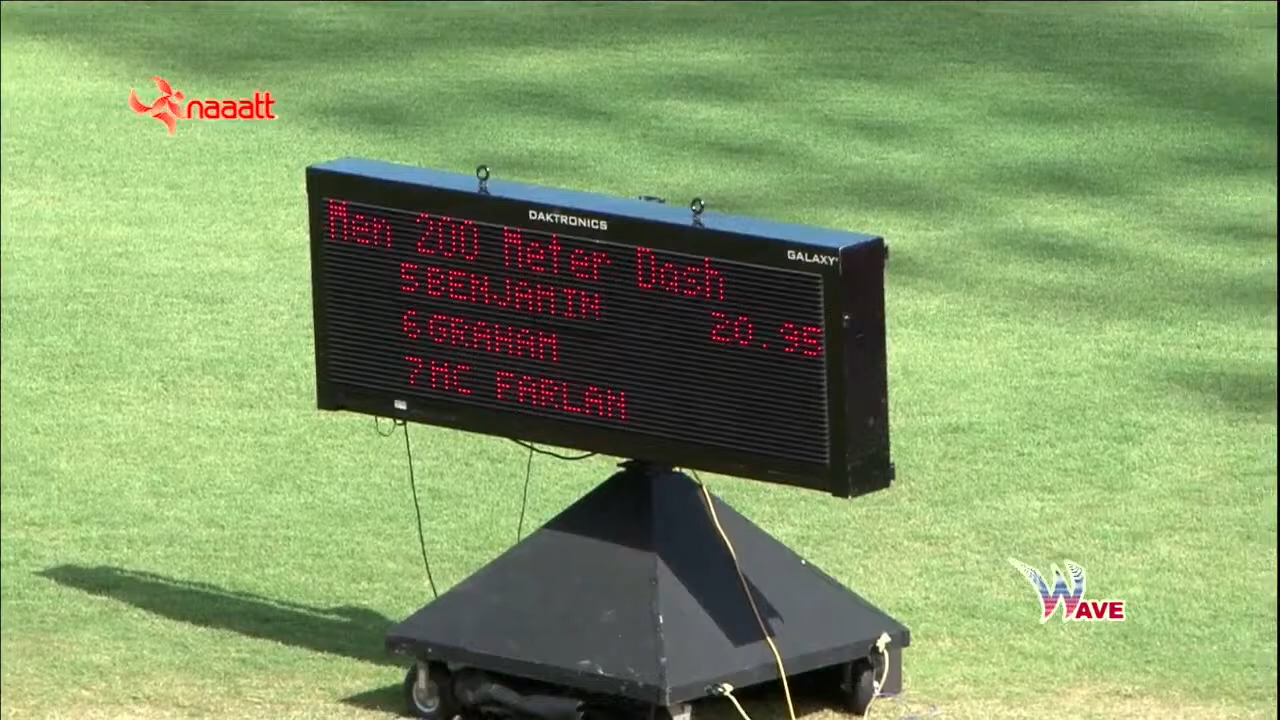 naaatt
DAKTRONICS
GALAXY
Men 200 Meter Dash
5 BENJAMIN 20.95
6 GRAHAM
7 MC FARLAN
WAVE